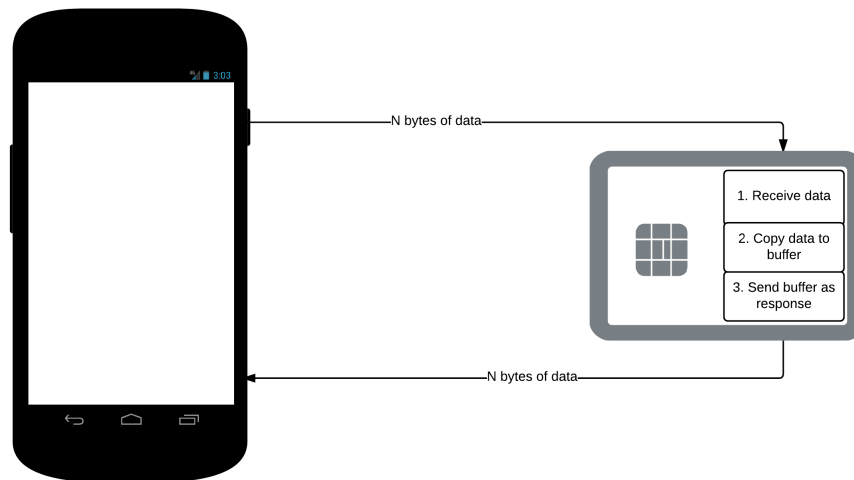 4G 3:03
N bytes of data
1. Receive data
2. Copy data to
buffer
3. Send buffer as
response
N bytes of data